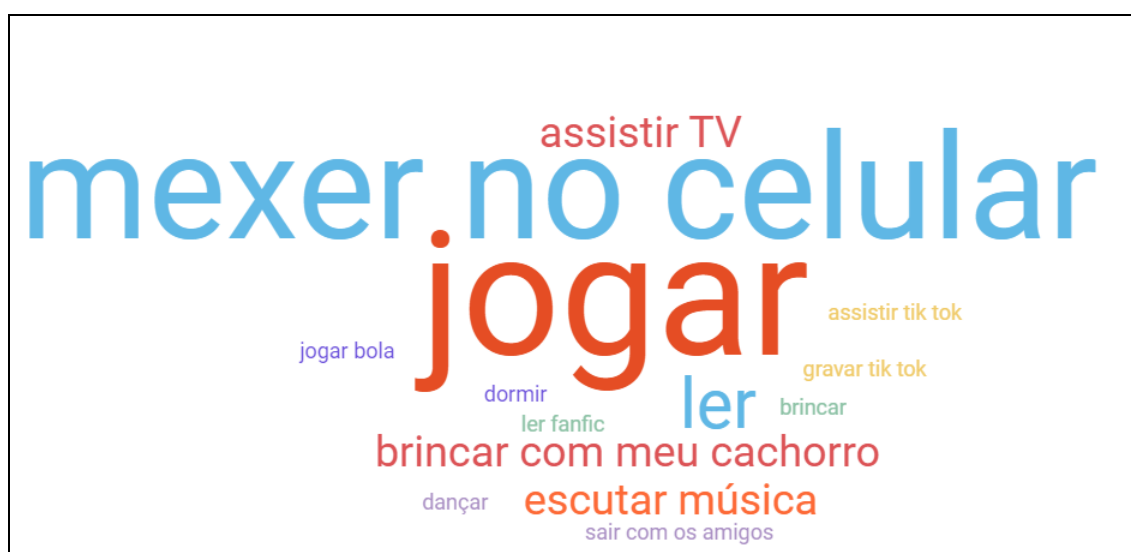 assistir TV
mexer no celular
jogar
assistir tik tok
jogar bola
gravar tik tok
dormir
ler
brincar
ler fanfic
brincar com meu cachorro
dançar
escutar música
sair com os amigos